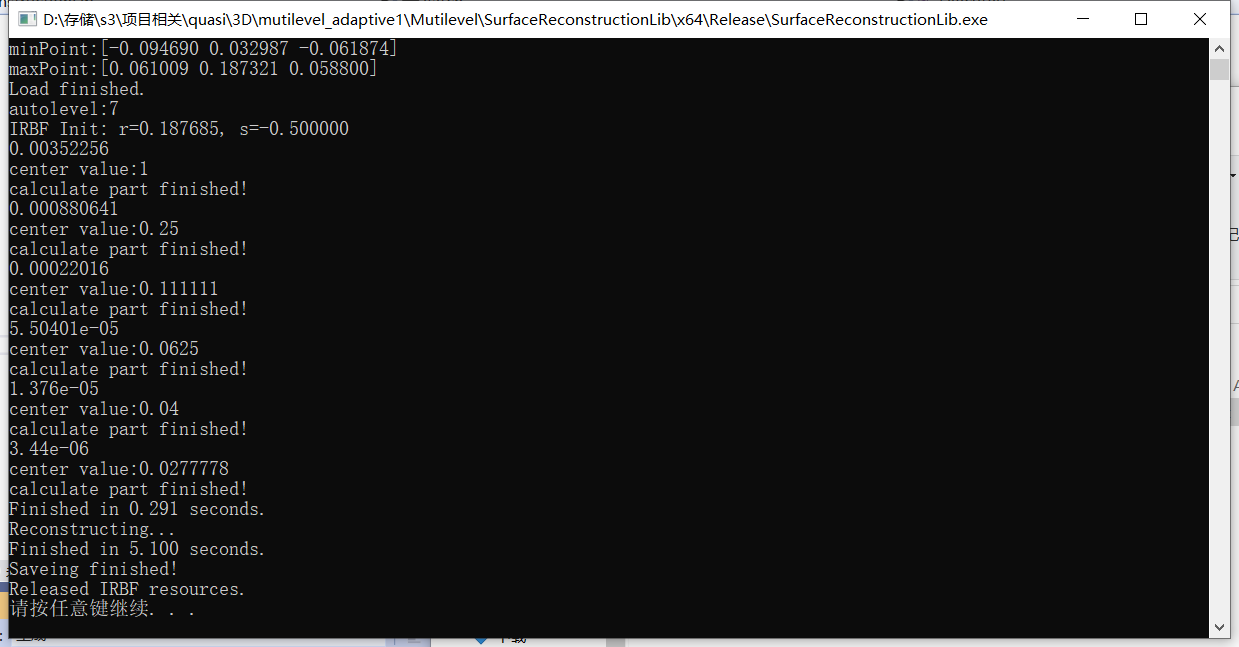 D:\存储\s3\项目相关\quasi\3D\mutilevel_adaptive1\Mutilevel\SurfaceReconstructionLib\x64\Release\SurfaceReconstructionLib.exe
minPoint:[-0.094690 0.032987 -0.061874]
maxPoint:[0.061009 0.187321 0.058800]
Load finished.
autolevel:7
IRBF Init: r=0.187685, s=-0.500000
0.00352256
center value:1
calculate part finished!
0.000880641
center value:0.25
calculate part finished!
0.00022016
center value:0.111111
calculate part finished!
5.50401e-05
center value:0.0625
calculate part finished!
1.376e-05
center value:0.04
calculate part finished!
3.44e-06
center value:0.0277778
calculate part finished!
Finished in 0.291 seconds.
Reconstructing...
Finished in 5.100 seconds.
Saveing finished!
Released IRBF resources.
请按任意键继续. . .